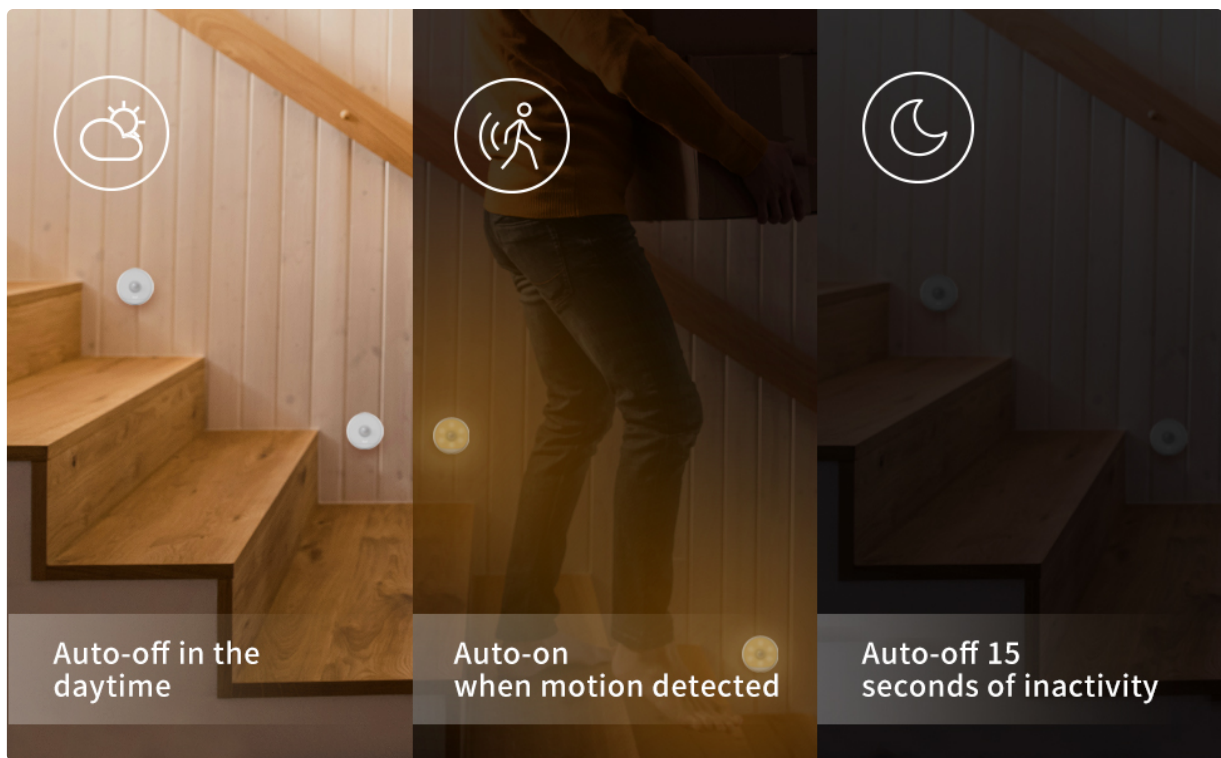 Auto-off in the
daytime
Auto-on
when motion detected
Auto-off 15
seconds of inactivity